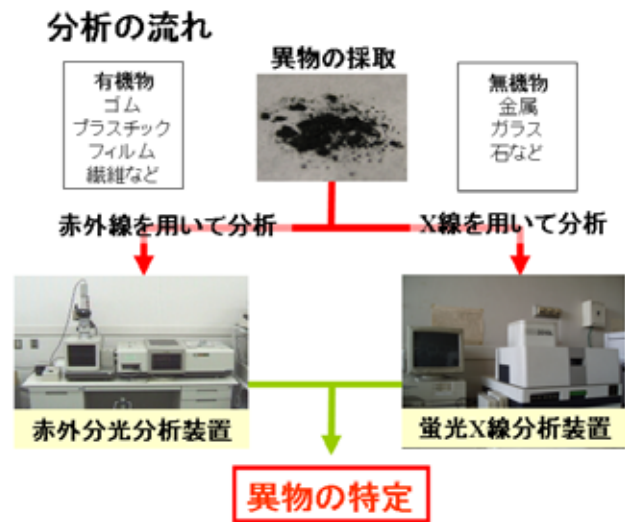 分析の流れ
異物の採取
有機物
ゴム
プラスチック
フィルム
繊維など
無機物
金属
ガラス
石など
赤外線を用いて分析
X線を用いて分析
赤外分光分析装置
蛍光X線分析装置
異物の特定